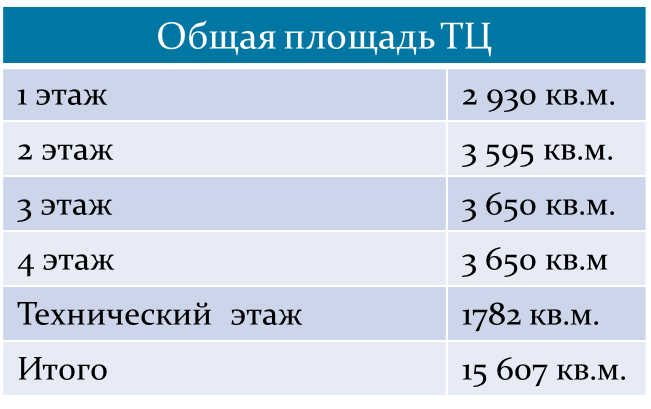 Общая площадь ТЦ
1 этаж 2 930 кв.м.
2 этаж 3 595 кв.м.
3 этаж 3 650 кв.м.
4 этаж 3 650 кв.м
Технический этаж 1782 кв.м.
Итого 15 607 кв.м.